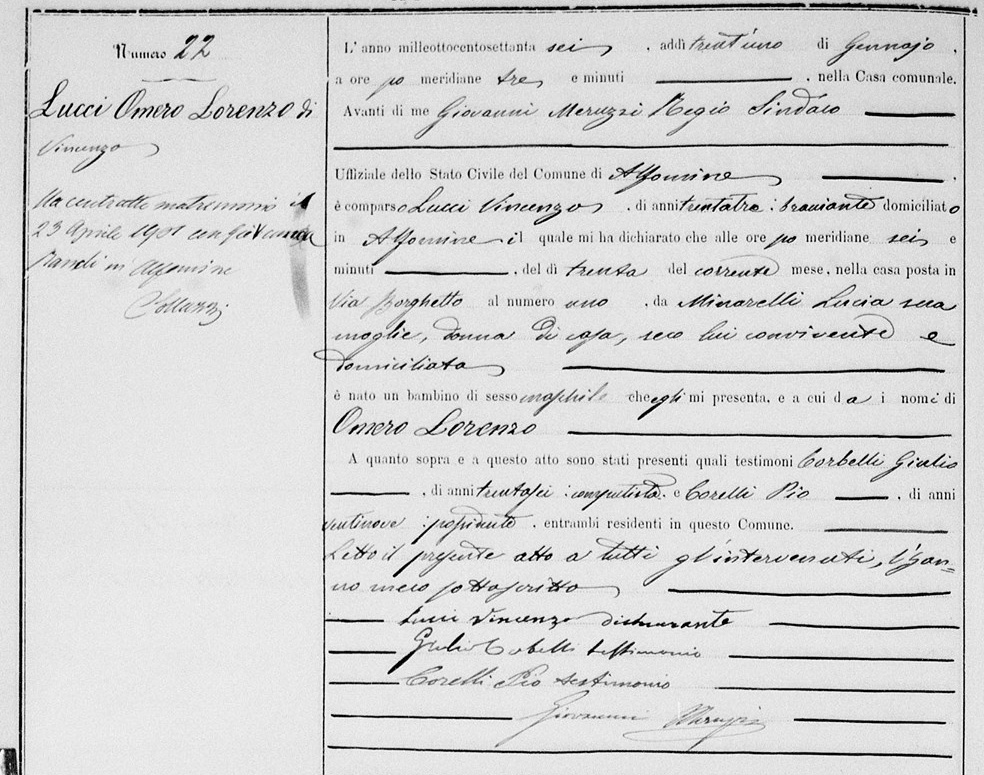 Numero 22
Lucci Omero Lorenzo di
Vincenzo
Ha contratto matrimonio il
23 Aprile 1901 con
Randi in Alfonsine
L'anno milleottocentosettanta sei, addì trent'uno di Gennajo,
a ore po meridiane tre e minuti, nella Casa comunale.
Avanti di me Giovanni Meruzzi Regio Sindaco
Uffiziale dello Stato Civile del Comune di Alfonsine.
è comparso Lucci Vincenzo, di anni trentatre: bracciante domiciliato
in Alfonsine il quale mi ha dichiarato che alle ore po meridiane sei e
minuti, del dì trenta del corrente mese, nella casa posta in
Via Borghetto al numero uno, da Minarelli Lucia sua
moglie, donna di casa, seco lui convivente e
domiciliata
è nato un bambino di sesso maschile che egli mi presenta, e a cui da i nomi di
Omero Lorenzo
A quanto sopra e a questo atto sono stati presenti quali testimoni Corbelli Giulio
, di anni trentasei: computista e Corelli Pio, di anni
ventinove: possidente, entrambi residenti in questo Comune.
Letto il presente atto a tutti gl'intervenuti, l'han=
no meco sottoscritto
Lucci Vincenzo dichiarante
Giulio Corbelli testimonio
Corelli Pio testimonio
Giovanni Meruzzi